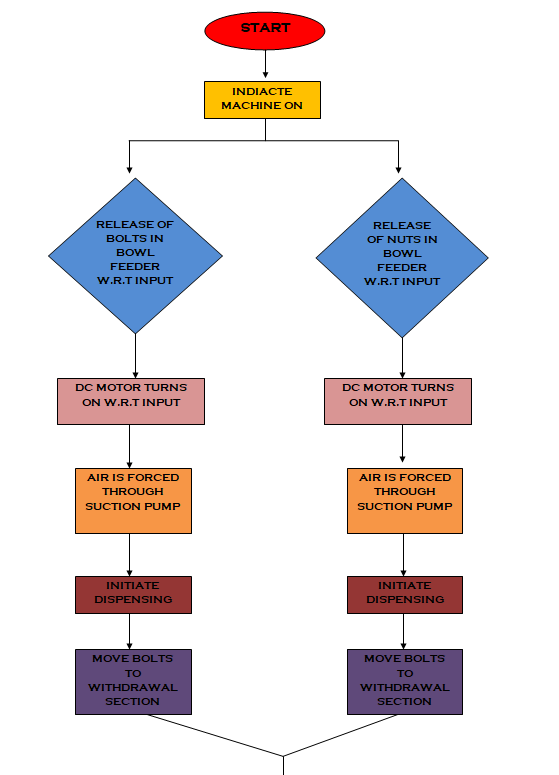 START
INDIACTE
MACHINE ON
RELEASE OF
BOLTS IN
BOWL
FEEDER
W.R.T INPUT
RELEASE
OF NUTS IN
BOWL
FEEDER
W.R.T INPUT
DC MOTOR TURNS
ON W.R.T INPUT
DC MOTOR TURNS
ON W.R.T INPUT
AIR IS FORCED
THROUGH
SUCTION PUMP
AIR IS FORCED
THROUGH
SUCTION PUMP
INITIATE
DISPENSING
INITIATE
DISPENSING
MOVE BOLTS
TO
WITHDRAWAL
SECTION
MOVE BOLTS
TO
WITHDRAWAL
SECTION